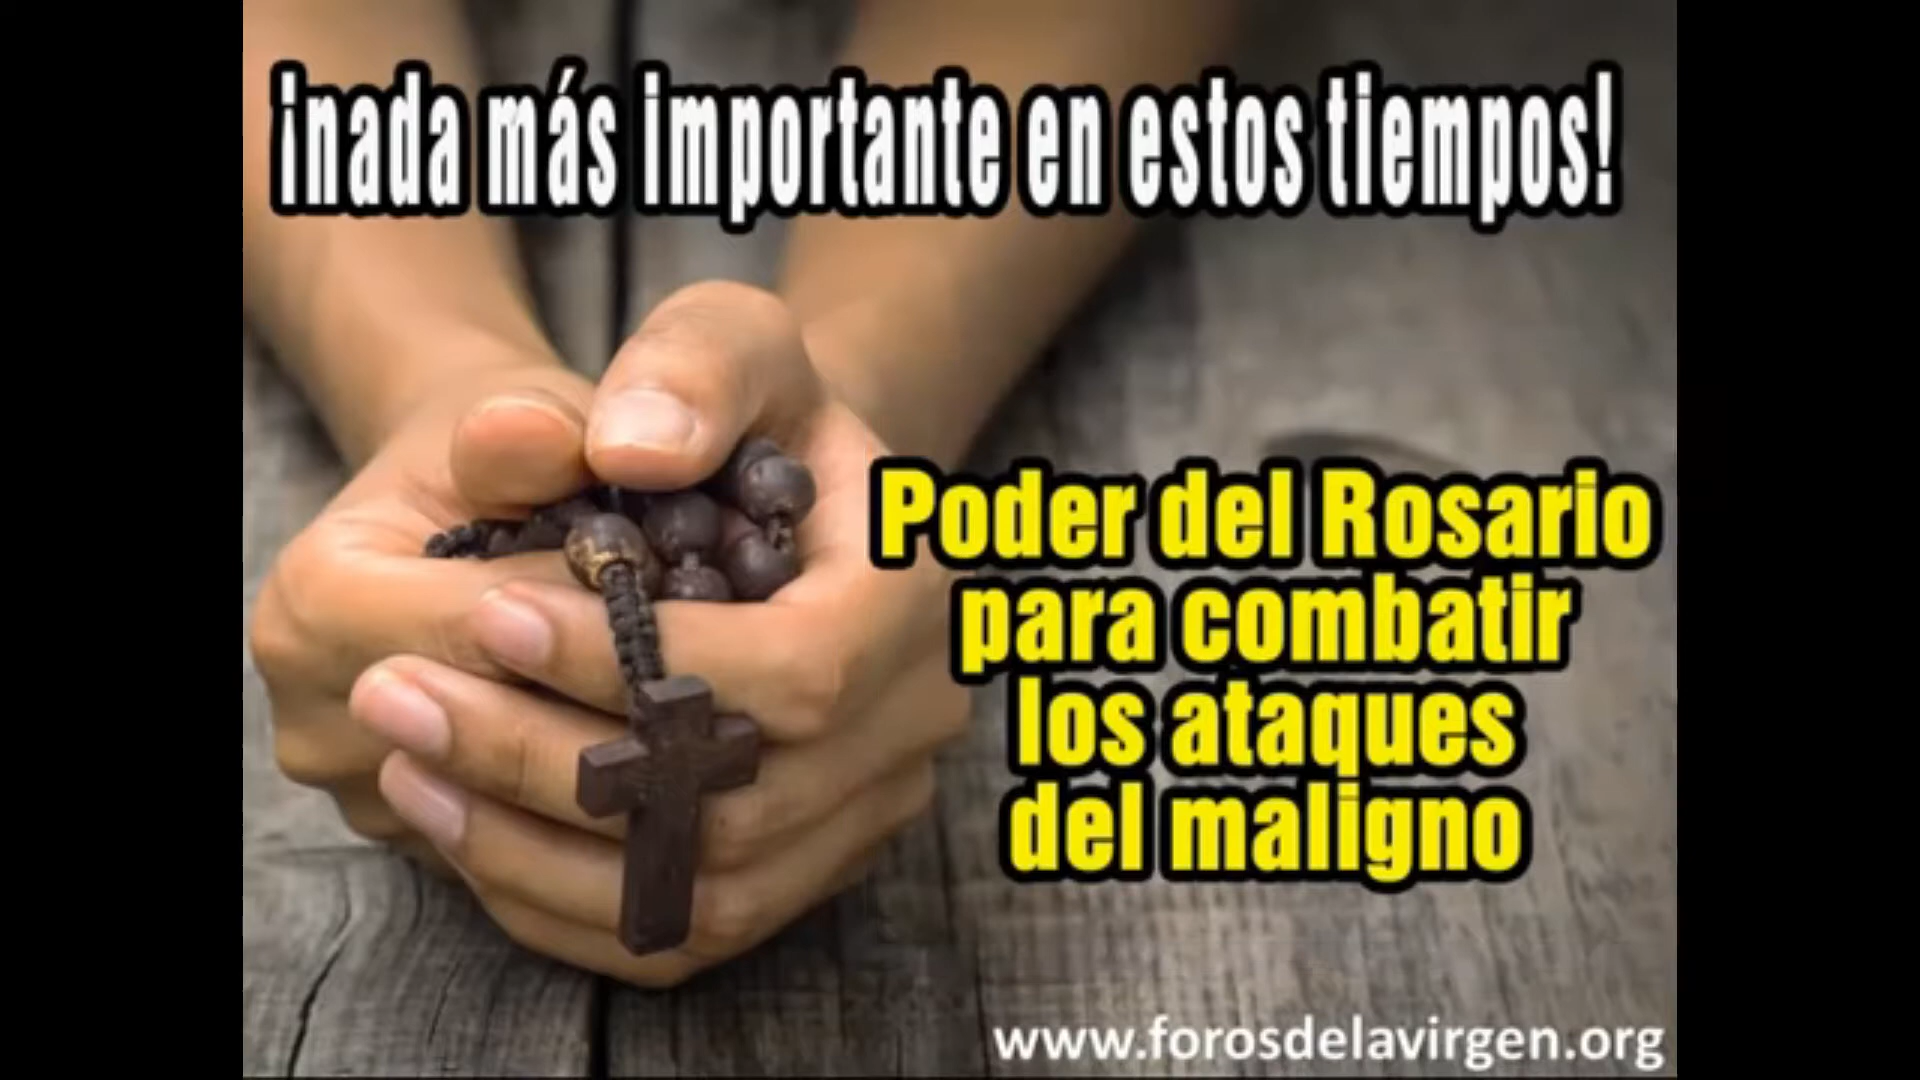 ¡nada más importante en estos tiempos!
Poder del Rosario
para combatir
los ataques
del maligno
www.forosdelavirgen.org